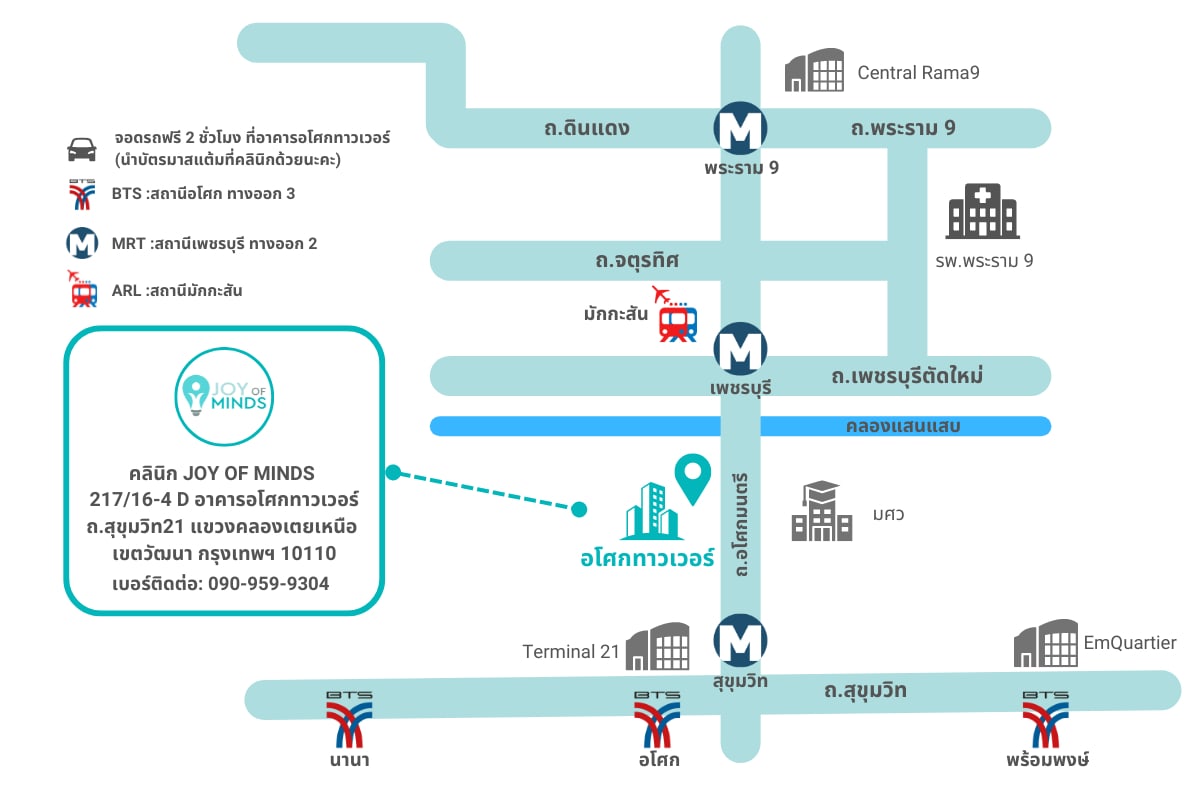 Central Rama9
ถ.ดินแดง
ถ.พระราม 9
พระราม 9
จอดรถฟรี 2 ชั่วโมง ที่อาคารอโศกทาวเวอร์
(นำบัตรมาสแต้มที่คลินิกด้วยนะคะ)
BTS
BTS :สถานีอโศก ทางออก 3
M
MRT :สถานีเพชรบุรี ทางออก 2
ARL :สถานีมักกะสัน
M
รพ.พระราม 9
ถ.จตุรทิศ
มักกะสัน
M
เพชรบุรี
ถ.เพชรบุรีตัดใหม่
คลองแสนแสบ
JOY OF
MINDS
คลินิก JOY OF MINDS
217/16-4 D อาคารอโศกทาวเวอร์
ถ.สุขุมวิท21 แขวงคลองเตยเหนือ
เขตวัฒนา กรุงเทพฯ 10110
เบอร์ติดต่อ: 090-959-9304
อโศกทาวเวอร์
ถ.อโศกมนตรี
มศว
Terminal 21
M
สุขุมวิท
EmQuartier
ถ.สุขุมวิท
BTS
นานา
BTS
อโศก
BTS
พร้อมพงษ์